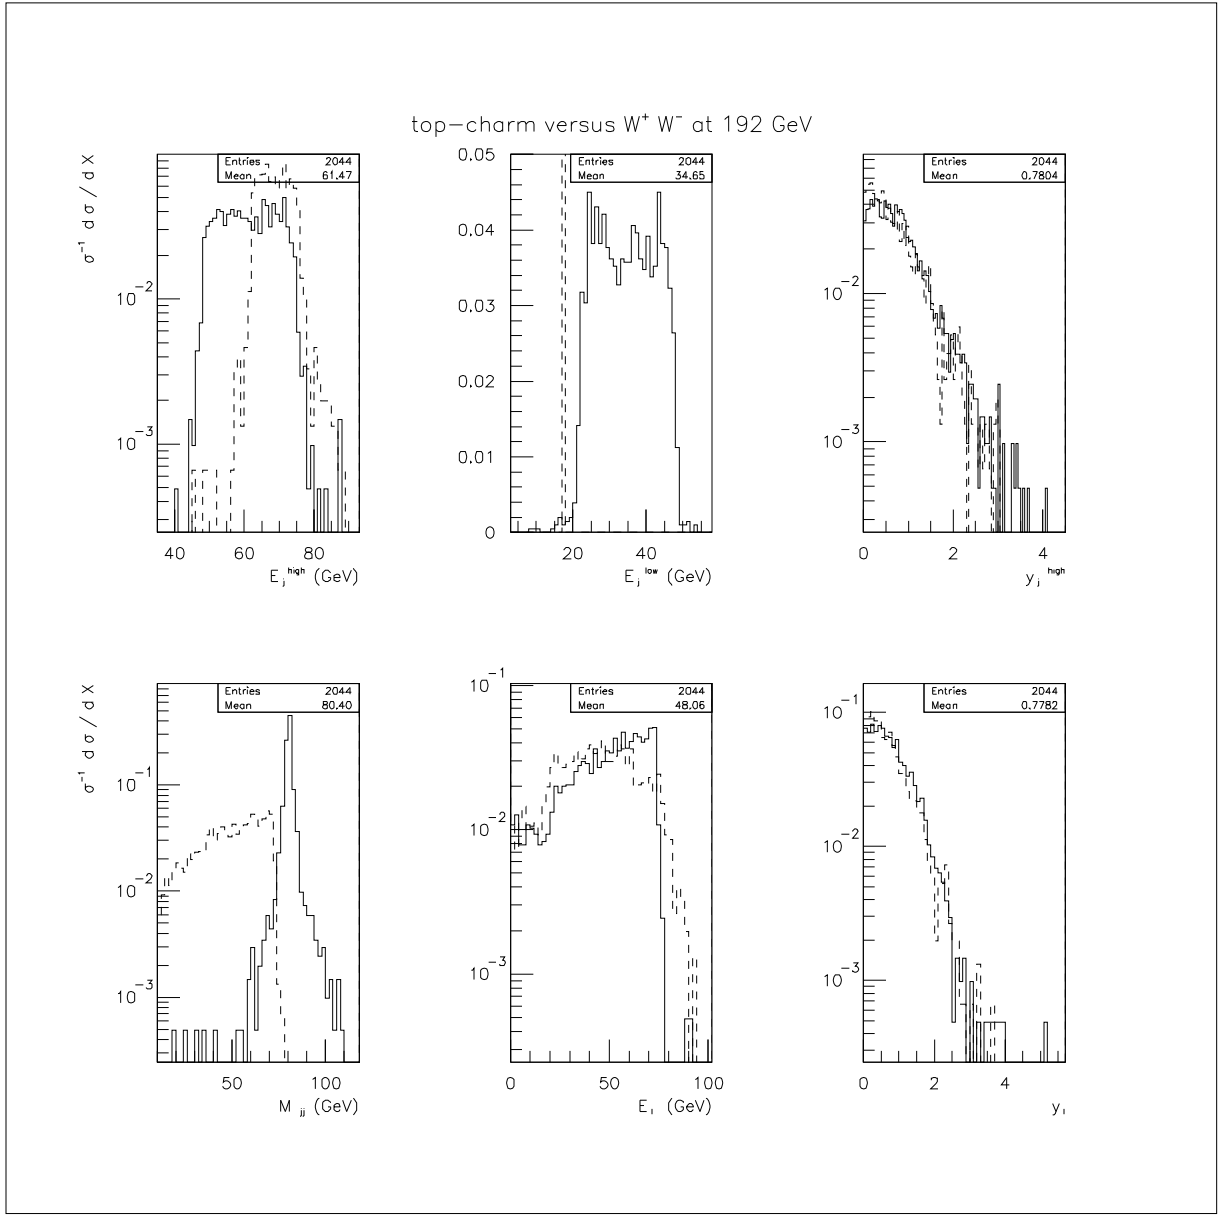 top−charm versus W⁺ W⁻ at 192 GeV
σ⁻¹ d σ / d X
Entries 2044
Mean 61.47
10⁻²
10⁻³
40 60 80
E_j^high (GeV)
Entries 2044
Mean 34.65
0.05
0.04
0.03
0.02
0.01
0
20 40
E_j^low (GeV)
Entries 2044
Mean 0.7804
10⁻²
10⁻³
0 2 4
y_j^high
σ⁻¹ d σ / d X
Entries 2044
Mean 80.40
10⁻¹
10⁻²
10⁻³
50 100
M_jj (GeV)
Entries 2044
Mean 48.06
10⁻¹
10⁻²
10⁻³
0 50 100
E_l (GeV)
Entries 2044
Mean 0.7782
10⁻¹
10⁻²
10⁻³
0 2 4
y_l